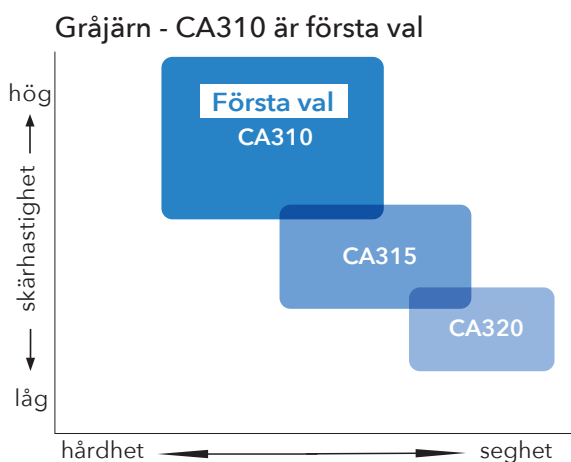 Gråjärn - CA310 är första val
hög
Första val
CA310
skärhastighet
CA315
CA320
låg
hårdhet
seghet